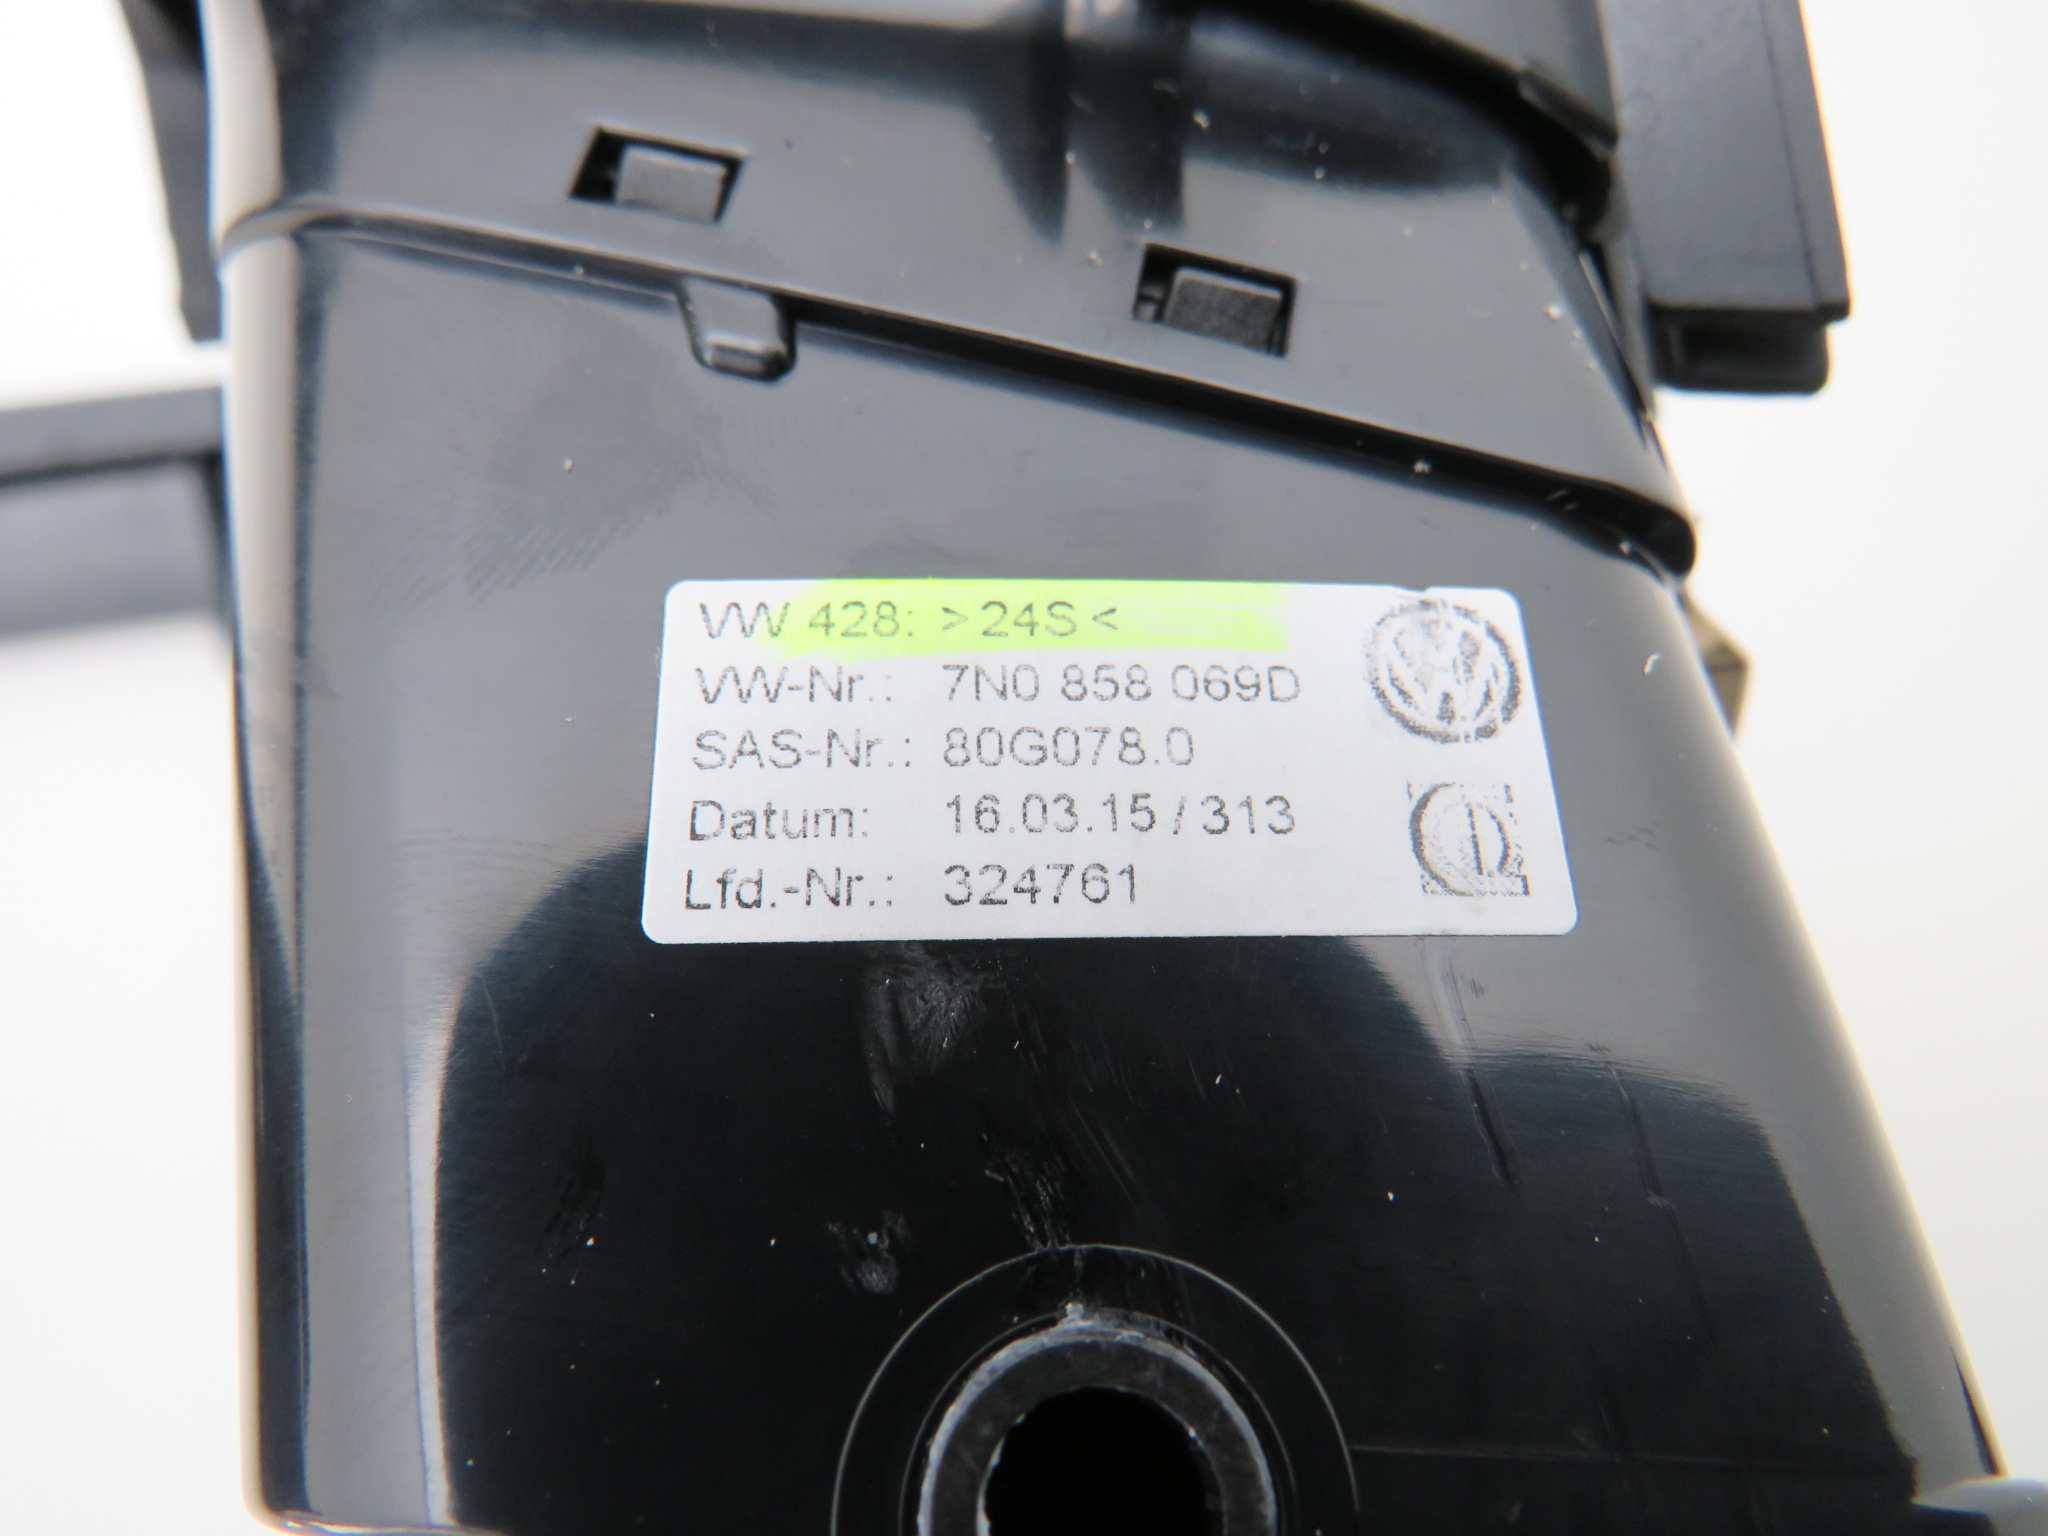 VW 428: >24S<
VW-Nr.: 7N0 858 069D
SAS-Nr.: 80G078.0
Datum: 16.03.15 / 313
Lfd.-Nr.: 324761